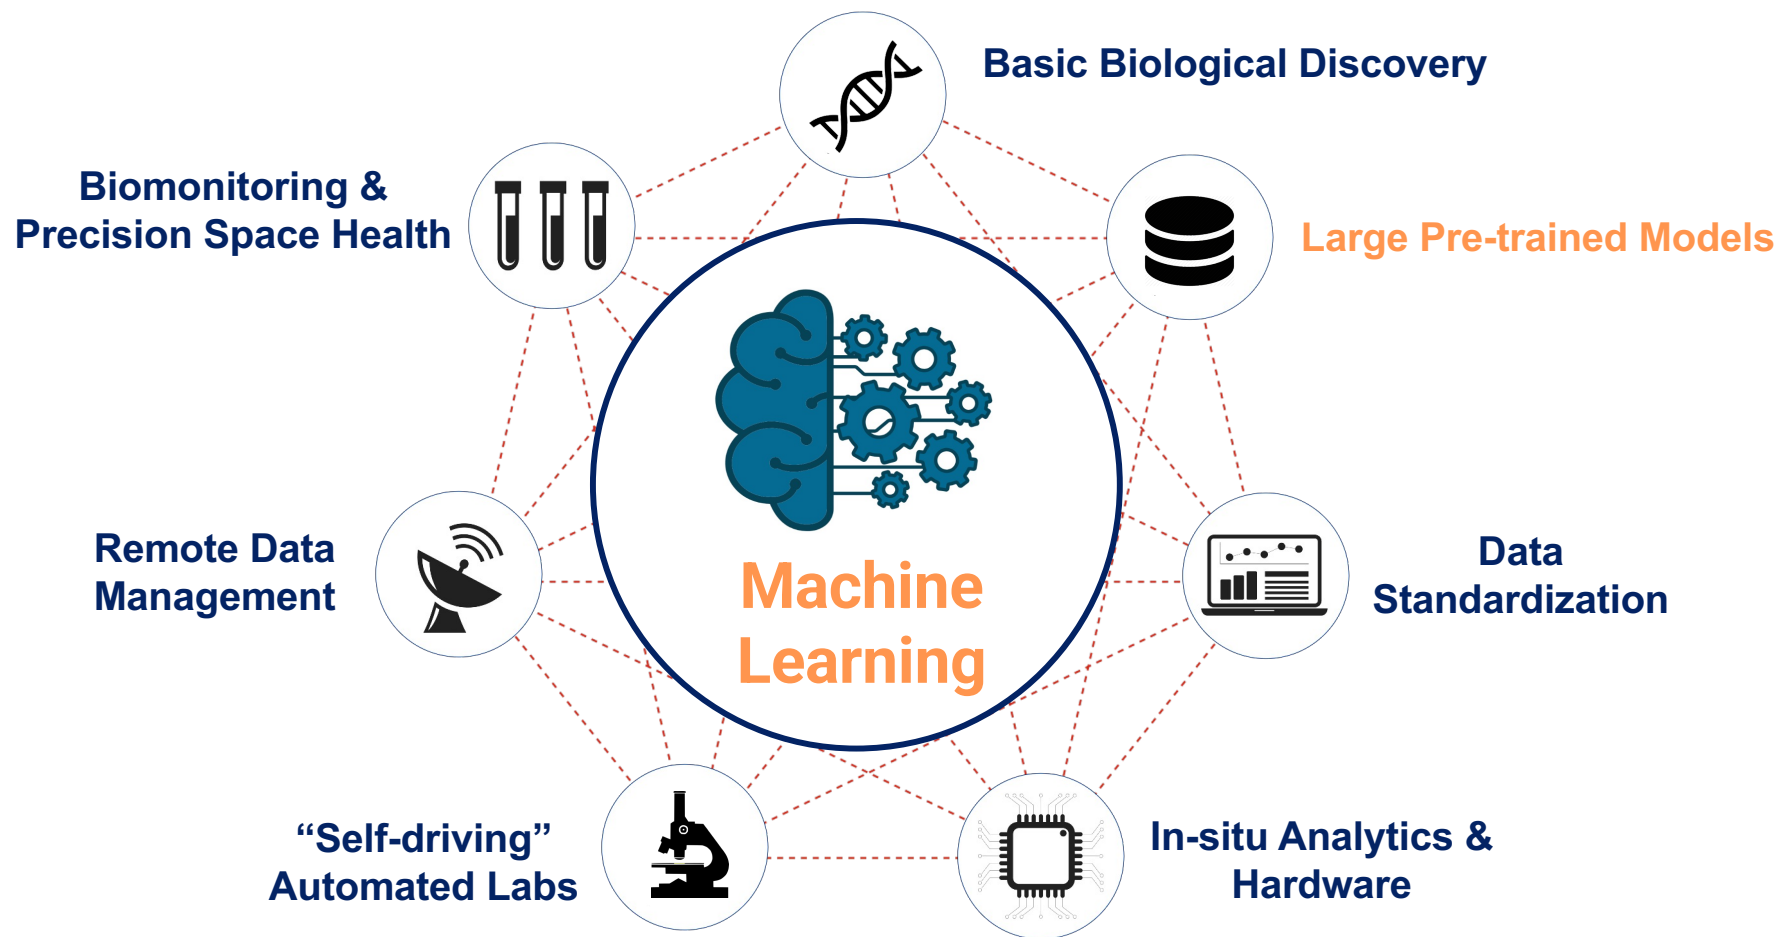 Basic Biological Discovery
Biomonitoring &
Precision Space Health
Large Pre-trained Models
Machine
Learning
Remote Data
Management
Data
Standardization
“Self-driving”
Automated Labs
In-situ Analytics &
Hardware